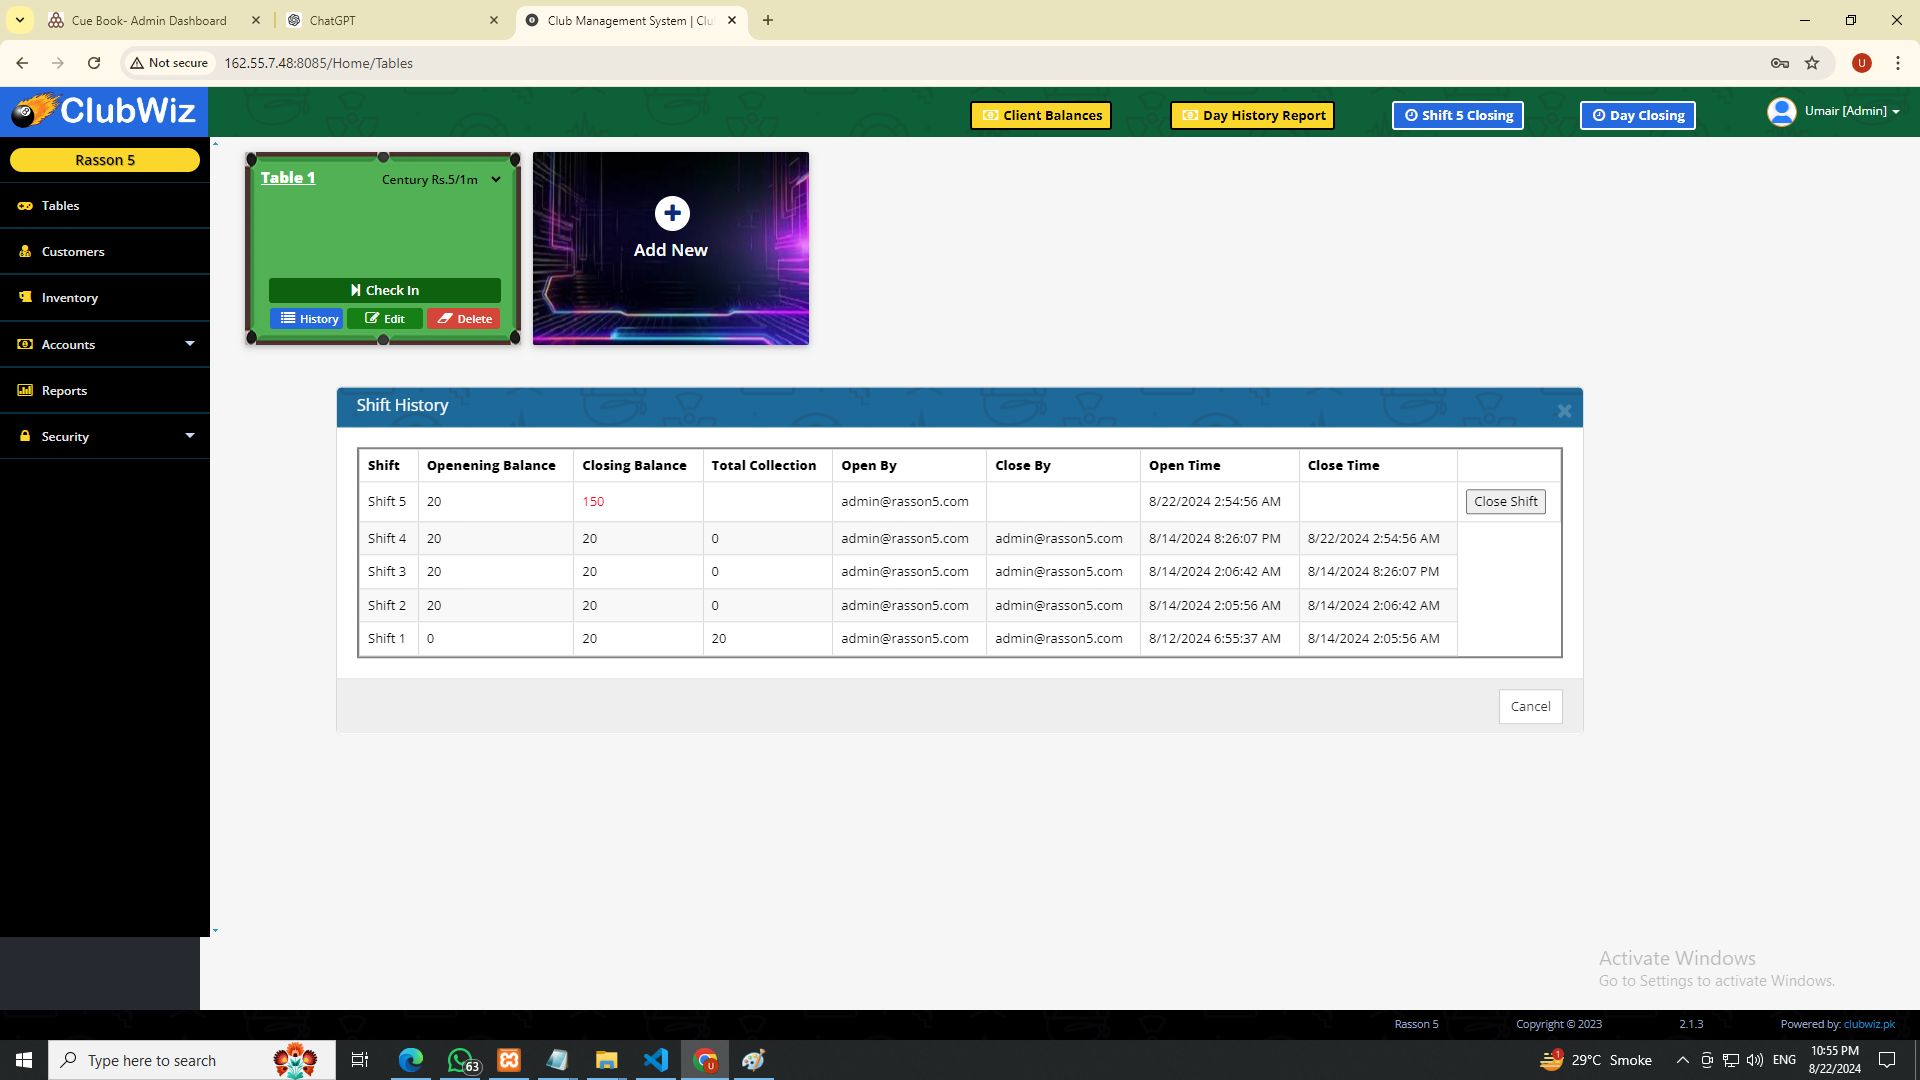 Cue Book- Admin Dashboard
ChatGPT
Club Management System | Clu
Not secure
162.55.7.48:8085/Home/Tables
U
ClubWiz
Client Balances
Day History Report
Shift 5 Closing
Day Closing
Umair [Admin]
Rasson 5
Tables
Customers
Inventory
Accounts
Reports
Security
Table 1
Century Rs.5/1m
Check In
History
Edit
Delete
Add New
Shift History
Shift Openening Balance Closing Balance Total Collection Open By Close By Open Time Close Time
Shift 5 20 150 admin@rasson5.com 8/22/2024 2:54:56 AM Close Shift
Shift 4 20 20 0 admin@rasson5.com admin@rasson5.com 8/14/2024 8:26:07 PM 8/22/2024 2:54:56 AM
Shift 3 20 20 0 admin@rasson5.com admin@rasson5.com 8/14/2024 2:06:42 AM 8/14/2024 8:26:07 PM
Shift 2 20 20 0 admin@rasson5.com admin@rasson5.com 8/14/2024 2:05:56 AM 8/14/2024 2:06:42 AM
Shift 1 0 20 20 admin@rasson5.com admin@rasson5.com 8/12/2024 6:55:37 AM 8/14/2024 2:05:56 AM
Cancel
Activate Windows
Go to Settings to activate Windows.
Rasson 5
Copyright © 2023
2.1.3
Powered by: clubwiz.pk
Type here to search
63
U
1
29°C Smoke
ENG
10:55 PM
8/22/2024